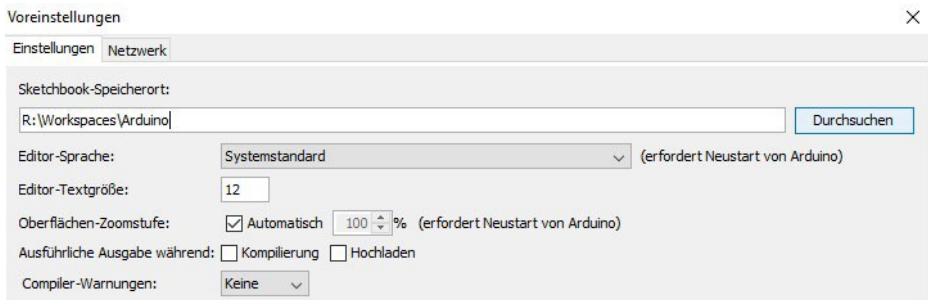 Voreinstellungen
Einstellungen Netzwerk
Sketchbook-Speicherort:
R:\Workspaces\Arduino Durchsuchen
Editor-Sprache: Systemstandard (erfordert Neustart von Arduino)
Editor-Textgröße: 12
Oberflächen-Zoomstufe: Automatisch 100 % (erfordert Neustart von Arduino)
Ausführliche Ausgabe während: Kompilierung Hochladen
Compiler-Warnungen: Keine